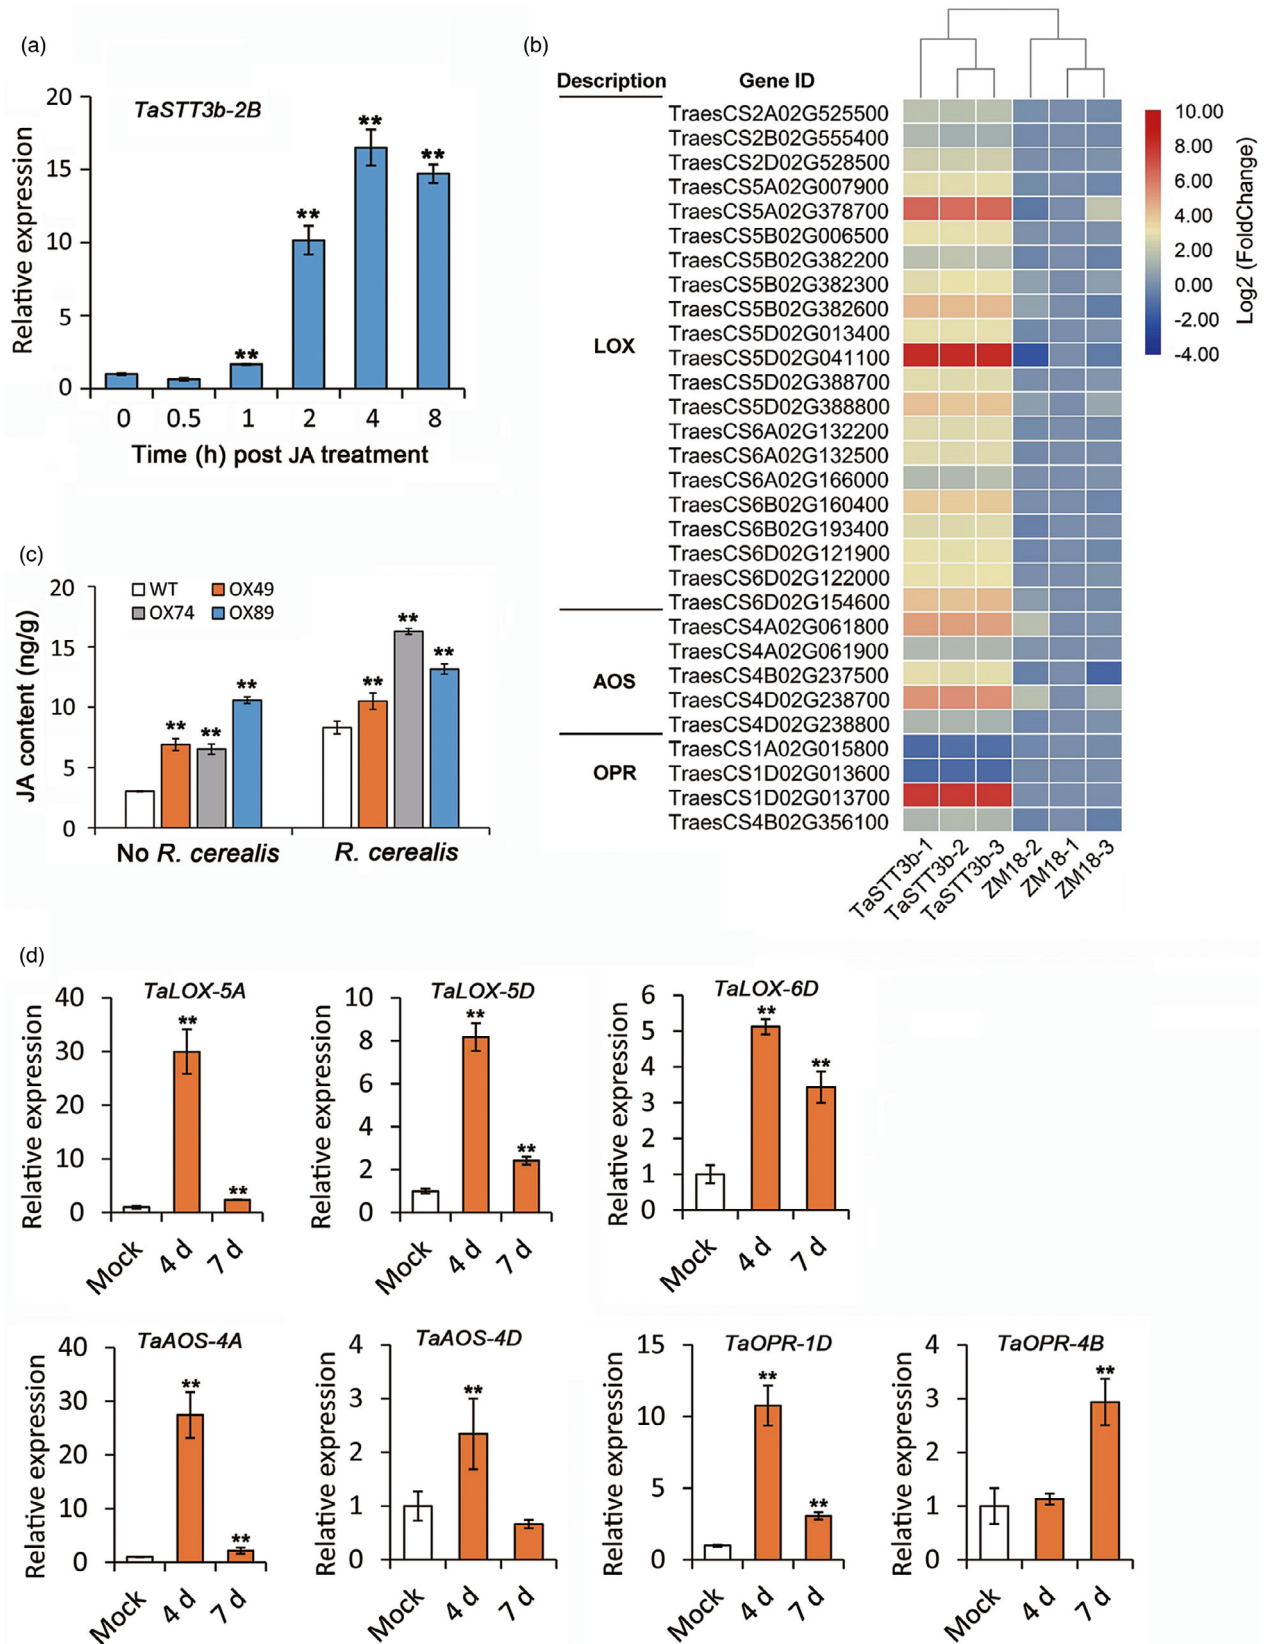 (a)
TaSTT3b-2B
Relative expression
20
15
10
5
0
**
**
**
**
0 0.5 1 2 4 8
Time (h) post JA treatment
(b)
Description Gene ID
LOX
AOS
OPR
TraesCS2A02G525500
TraesCS2B02G555400
TraesCS2D02G528500
TraesCS5A02G007900
TraesCS5A02G378700
TraesCS5B02G006500
TraesCS5B02G382200
TraesCS5B02G382300
TraesCS5B02G382600
TraesCS5D02G013400
TraesCS5D02G041100
TraesCS5D02G388700
TraesCS5D02G388800
TraesCS6A02G132200
TraesCS6A02G132500
TraesCS6A02G166000
TraesCS6B02G160400
TraesCS6B02G193400
TraesCS6D02G121900
TraesCS6D02G122000
TraesCS6D02G154600
TraesCS4A02G061800
TraesCS4A02G061900
TraesCS4B02G237500
TraesCS4D02G238700
TraesCS4D02G238800
TraesCS1A02G015800
TraesCS1D02G013600
TraesCS1D02G013700
TraesCS4B02G356100
TaSTT3b-1
TaSTT3b-2
TaSTT3b-3
ZM18-2
ZM18-1
ZM18-3
10.00
8.00
6.00
4.00
2.00
0.00
-2.00
-4.00
Log2 (FoldChange)
(c)
JA content (ng/g)
20
15
10
5
0
WT OX49
OX74 OX89
**
**
**
**
**
**
No R. cerealis R. cerealis
(d)
TaLOX-5A
Relative expression
40
30
20
10
0
**
**
Mock 4 d 7 d
TaLOX-5D
Relative expression
10
8
6
4
2
0
**
**
Mock 4 d 7 d
TaLOX-6D
Relative expression
6
5
4
3
2
1
0
**
**
Mock 4 d 7 d
TaAOS-4A
Relative expression
40
30
20
10
0
**
**
Mock 4 d 7 d
TaAOS-4D
Relative expression
4
3
2
1
0
**
Mock 4 d 7 d
TaOPR-1D
Relative expression
15
10
5
0
**
**
Mock 4 d 7 d
TaOPR-4B
Relative expression
4
3
2
1
0
**
Mock 4 d 7 d